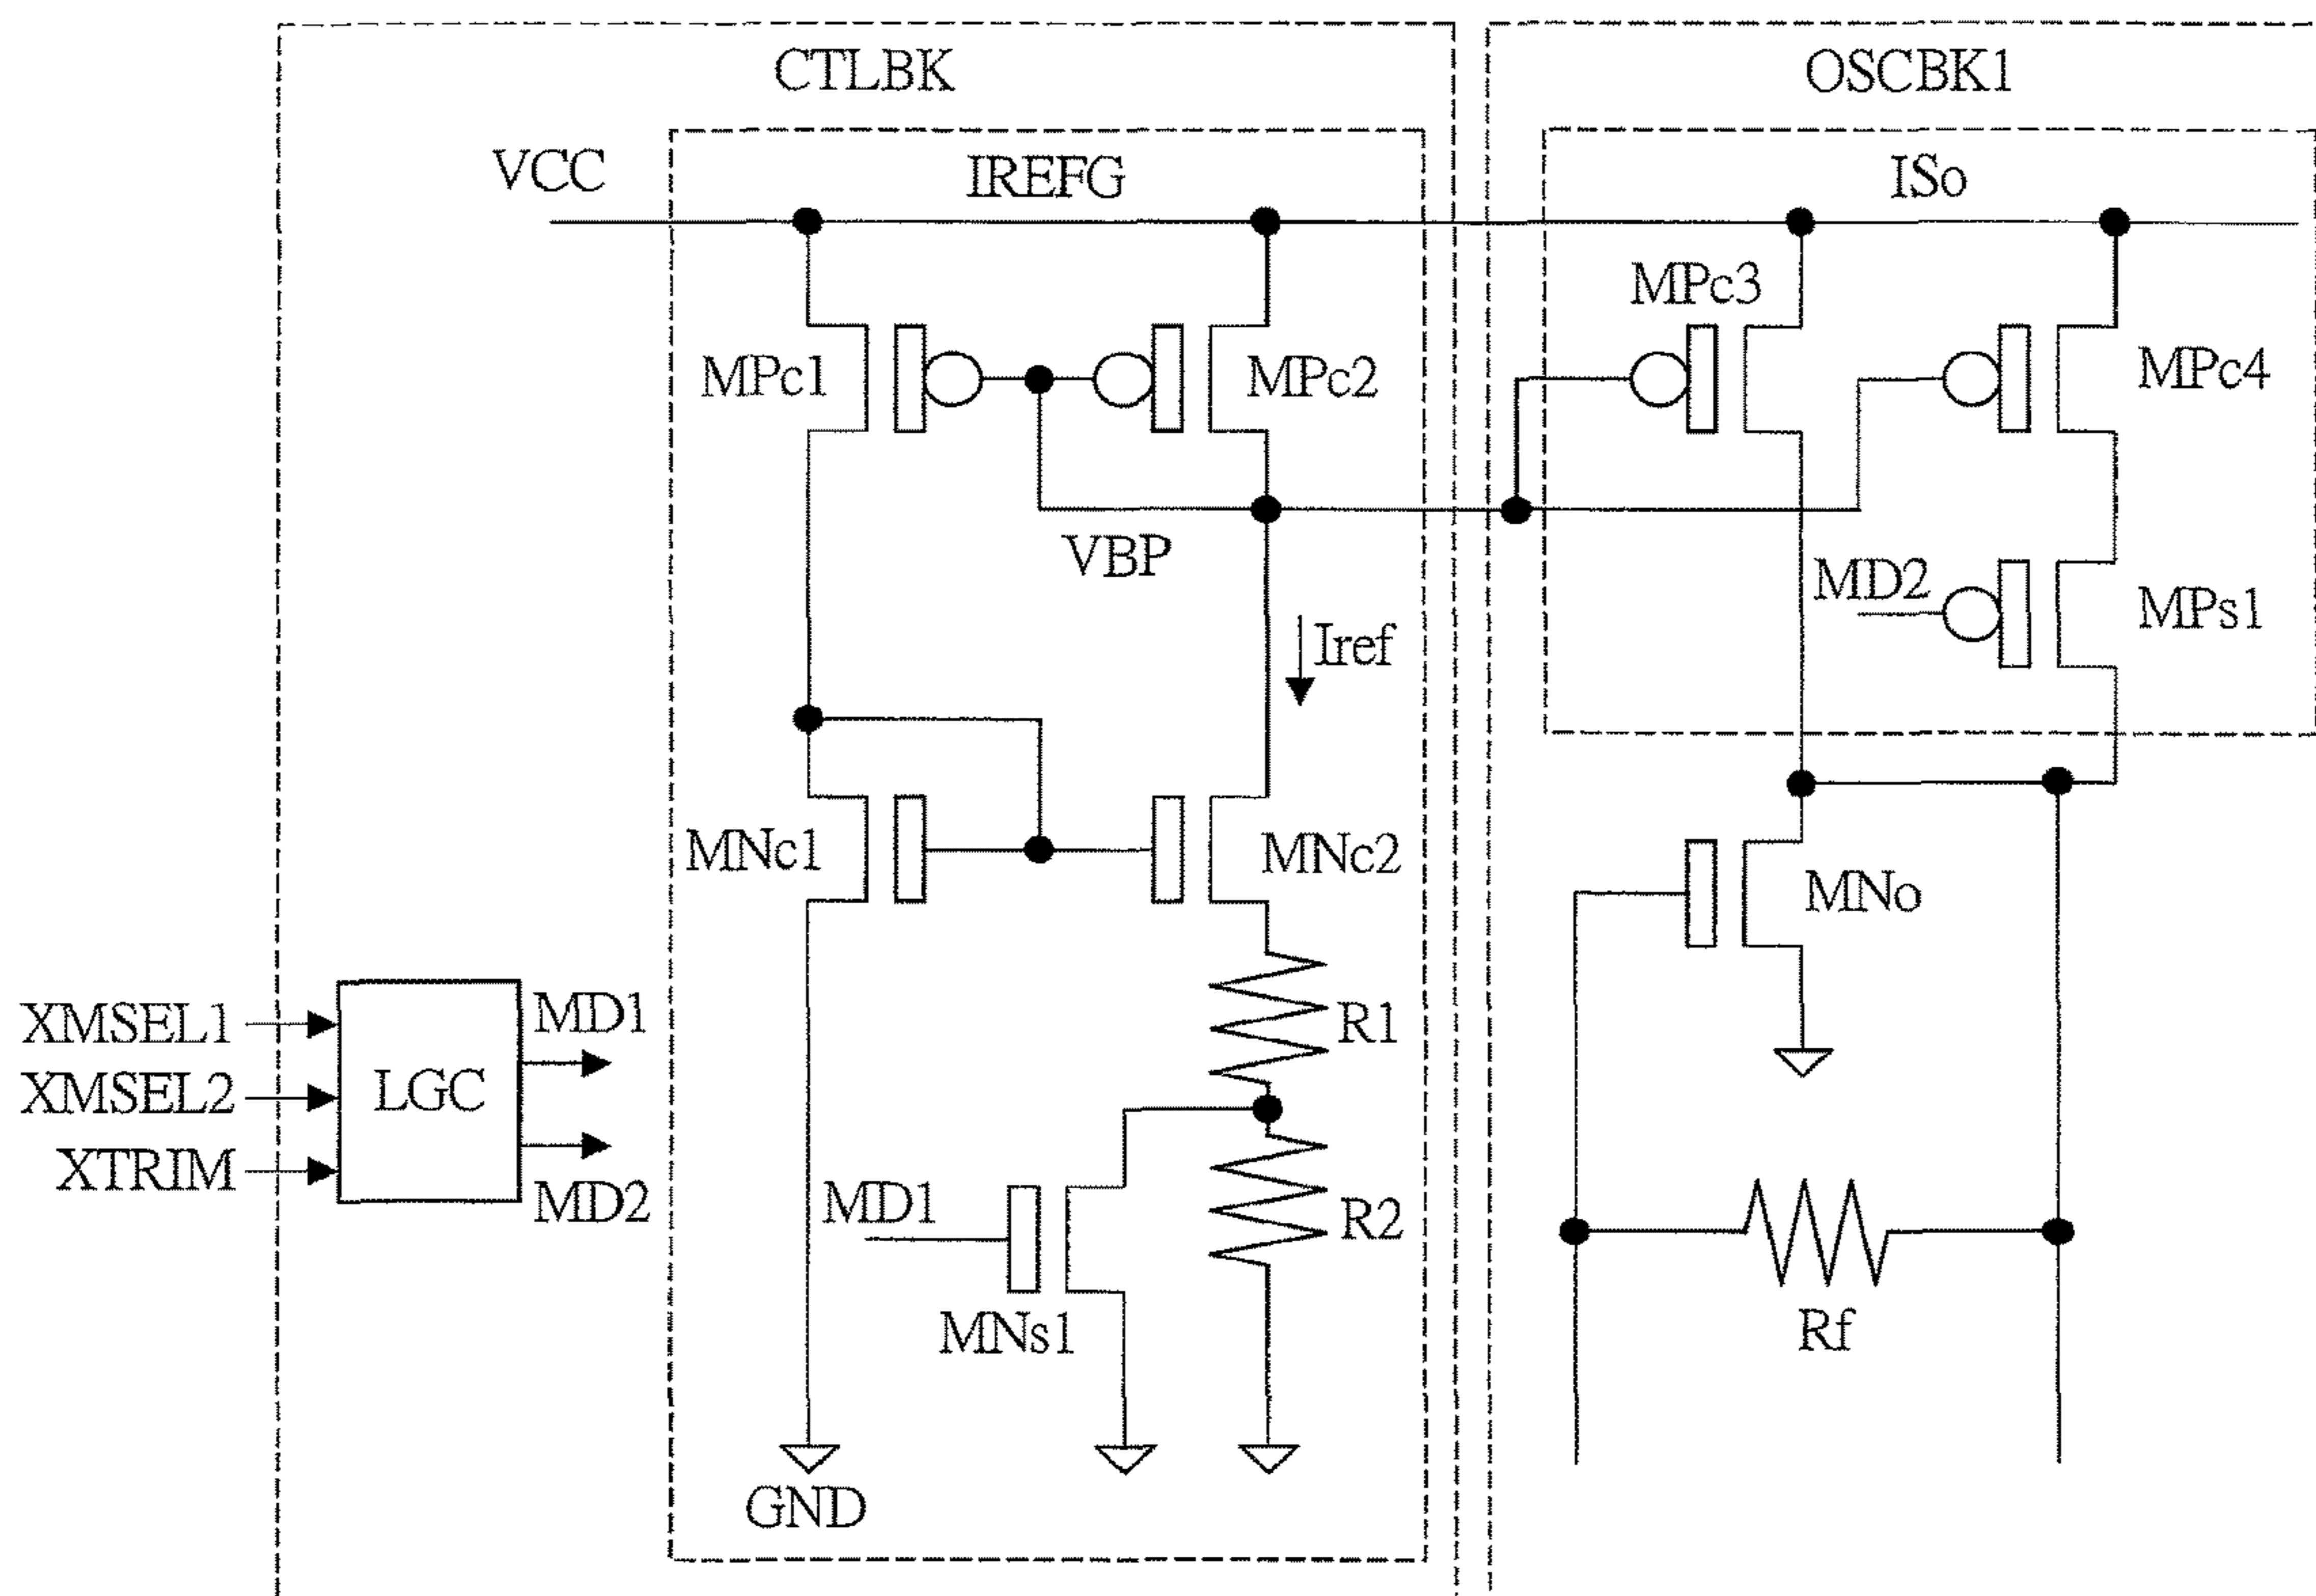 CTLBK
OSCBK1
VCC
IREFG
ISo
MPc3
MPc1
MPc2
MPc4
VBP
MD2
MPs1
Iref
MNc1
MNc2
MNo
XMSEL1
MD1
R1
XMSEL2
LGC
XTRIM
MD2
MD1
R2
MNs1
Rf
GND